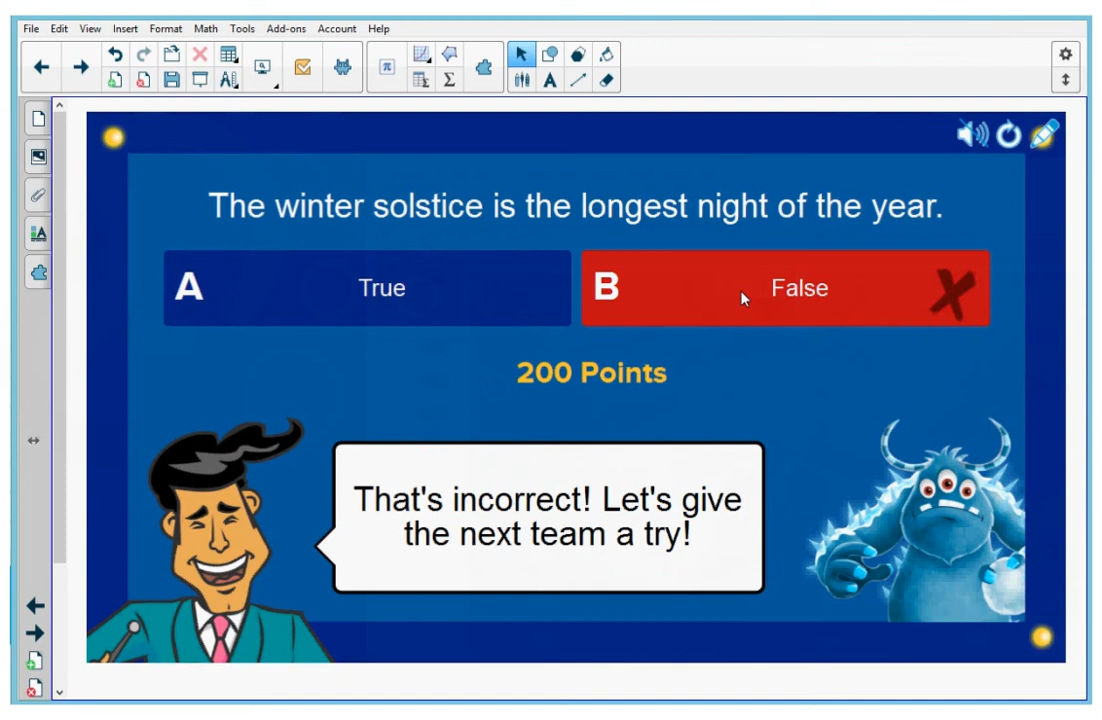 File Edit View Insert Format Math Tools Add-ons Account Help
The winter solstice is the longest night of the year.
A True
B False
200 Points
That's incorrect! Let's give
the next team a try!